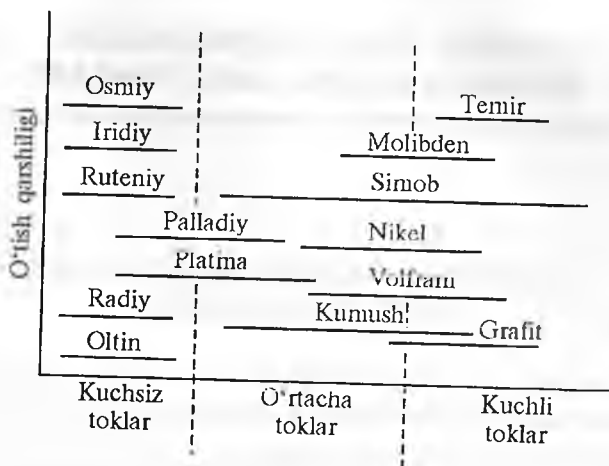 O'tish qarshiligi
Osmiy
Temir
Iridiy
Molibden
Ruteniy
Simob
Palladiy
Nikel
Platina
Volfram
Radiy
Kumush
Grafit
Oltin
Kuchsiz
toklar
O'rtacha
toklar
Kuchli
toklar